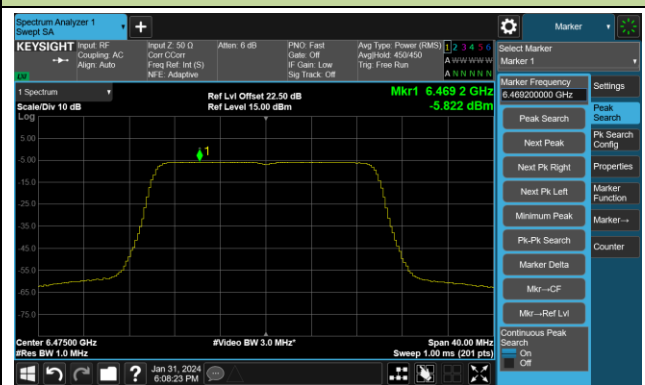 Spectrum Analyzer 1
Swept SA
Marker
KEYSIGHT
Input: RF
Coupling: AC
Align: Auto
Input Z: 50 Ω
Corr CCorr
Freq Ref: Int (S)
NFE: Adaptive
Atten: 6 dB
PNO: Fast
Gate: Off
IF Gain: Low
Sig Track: Off
Avg Type: Power (RMS)
Avg|Hold: 450/450
Trig: Free Run
1 2 3 4 5 6
A W W W W W
A N N N N N
Select Marker
Marker 1
LXI
1 Spectrum
Scale/Div 10 dB
Log
Ref Lvl Offset 22.50 dB
Ref Level 15.00 dBm
Mkr1 6.469 2 GHz
-5.822 dBm
5.00
-5.00
-15.0
-25.0
-35.0
-45.0
-55.0
-65.0
-75.0
1
Center 6.47500 GHz
#Res BW 1.0 MHz
#Video BW 3.0 MHz*
Span 40.00 MHz
Sweep 1.00 ms (201 pts)
Marker Frequency
6.469200000 GHz
Peak Search
Next Peak
Next Pk Right
Next Pk Left
Minimum Peak
Pk-Pk Search
Marker Delta
Mkr→CF
Mkr→Ref Lvl
Continuous Peak
Search
On
Off
Settings
Peak
Search
Pk Search
Config
Properties
Marker
Function
Marker→
Counter
Jan 31, 2024
6:08:23 PM